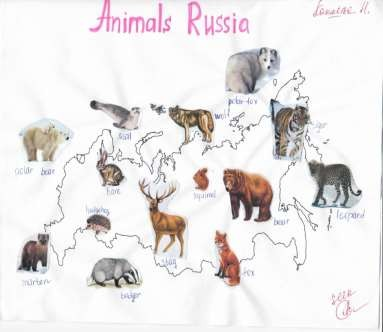 Animals Russia
polar fox
seal
wolf
tiger
polar bear
hare
squirrel
leopard
hedgehog
bear
stag
fox
marten
badger